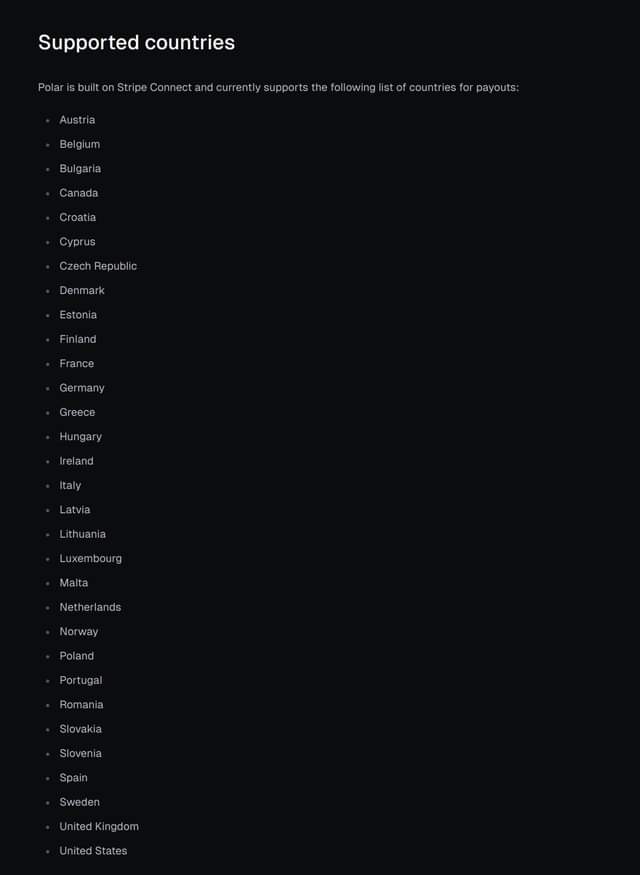 Supported countries
Polar is built on Stripe Connect and currently supports the following list of countries for payouts:
Austria
Belgium
Bulgaria
Canada
Croatia
Cyprus
Czech Republic
Denmark
Estonia
Finland
France
Germany
Greece
Hungary
Ireland
Italy
Latvia
Lithuania
Luxembourg
Malta
Netherlands
Norway
Poland
Portugal
Romania
Slovakia
Slovenia
Spain
Sweden
United Kingdom
United States